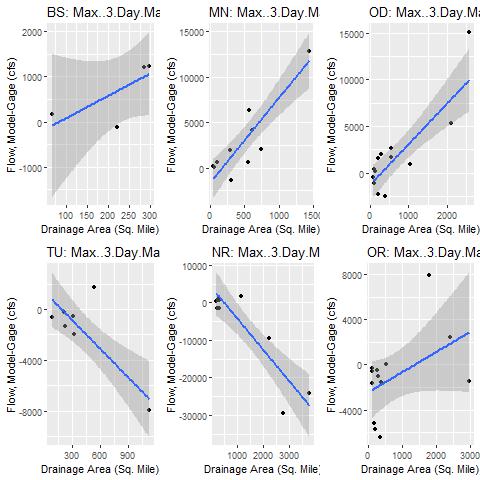 BS: Max..3.Day.Ma
MN: Max..3.Day.M
OD: Max..3.Day.Ma
Flow, Model-Gage (cfs)
2000
1000
0
-1000
100 150 200 250 300
Drainage Area (Sq. Mile)
Flow, Model-Gage (cfs)
15000
10000
5000
0
0 500 1000 1500
Drainage Area (Sq. Mile)
Flow, Model-Gage (cfs)
15000
10000
5000
0
0 1000 2000
Drainage Area (Sq. Mile)
TU: Max..3.Day.Ma
NR: Max..3.Day.M
OR: Max..3.Day.Ma
Flow, Model-Gage (cfs)
0
-4000
-8000
300 600 900
Drainage Area (Sq. Mile)
Flow, Model-Gage (cfs)
10000
0
-10000
-20000
-30000
1000 2000 3000
Drainage Area (Sq. Mile)
Flow, Model-Gage (cfs)
8000
4000
0
-4000
0 1000 2000 3000
Drainage Area (Sq. Mile)